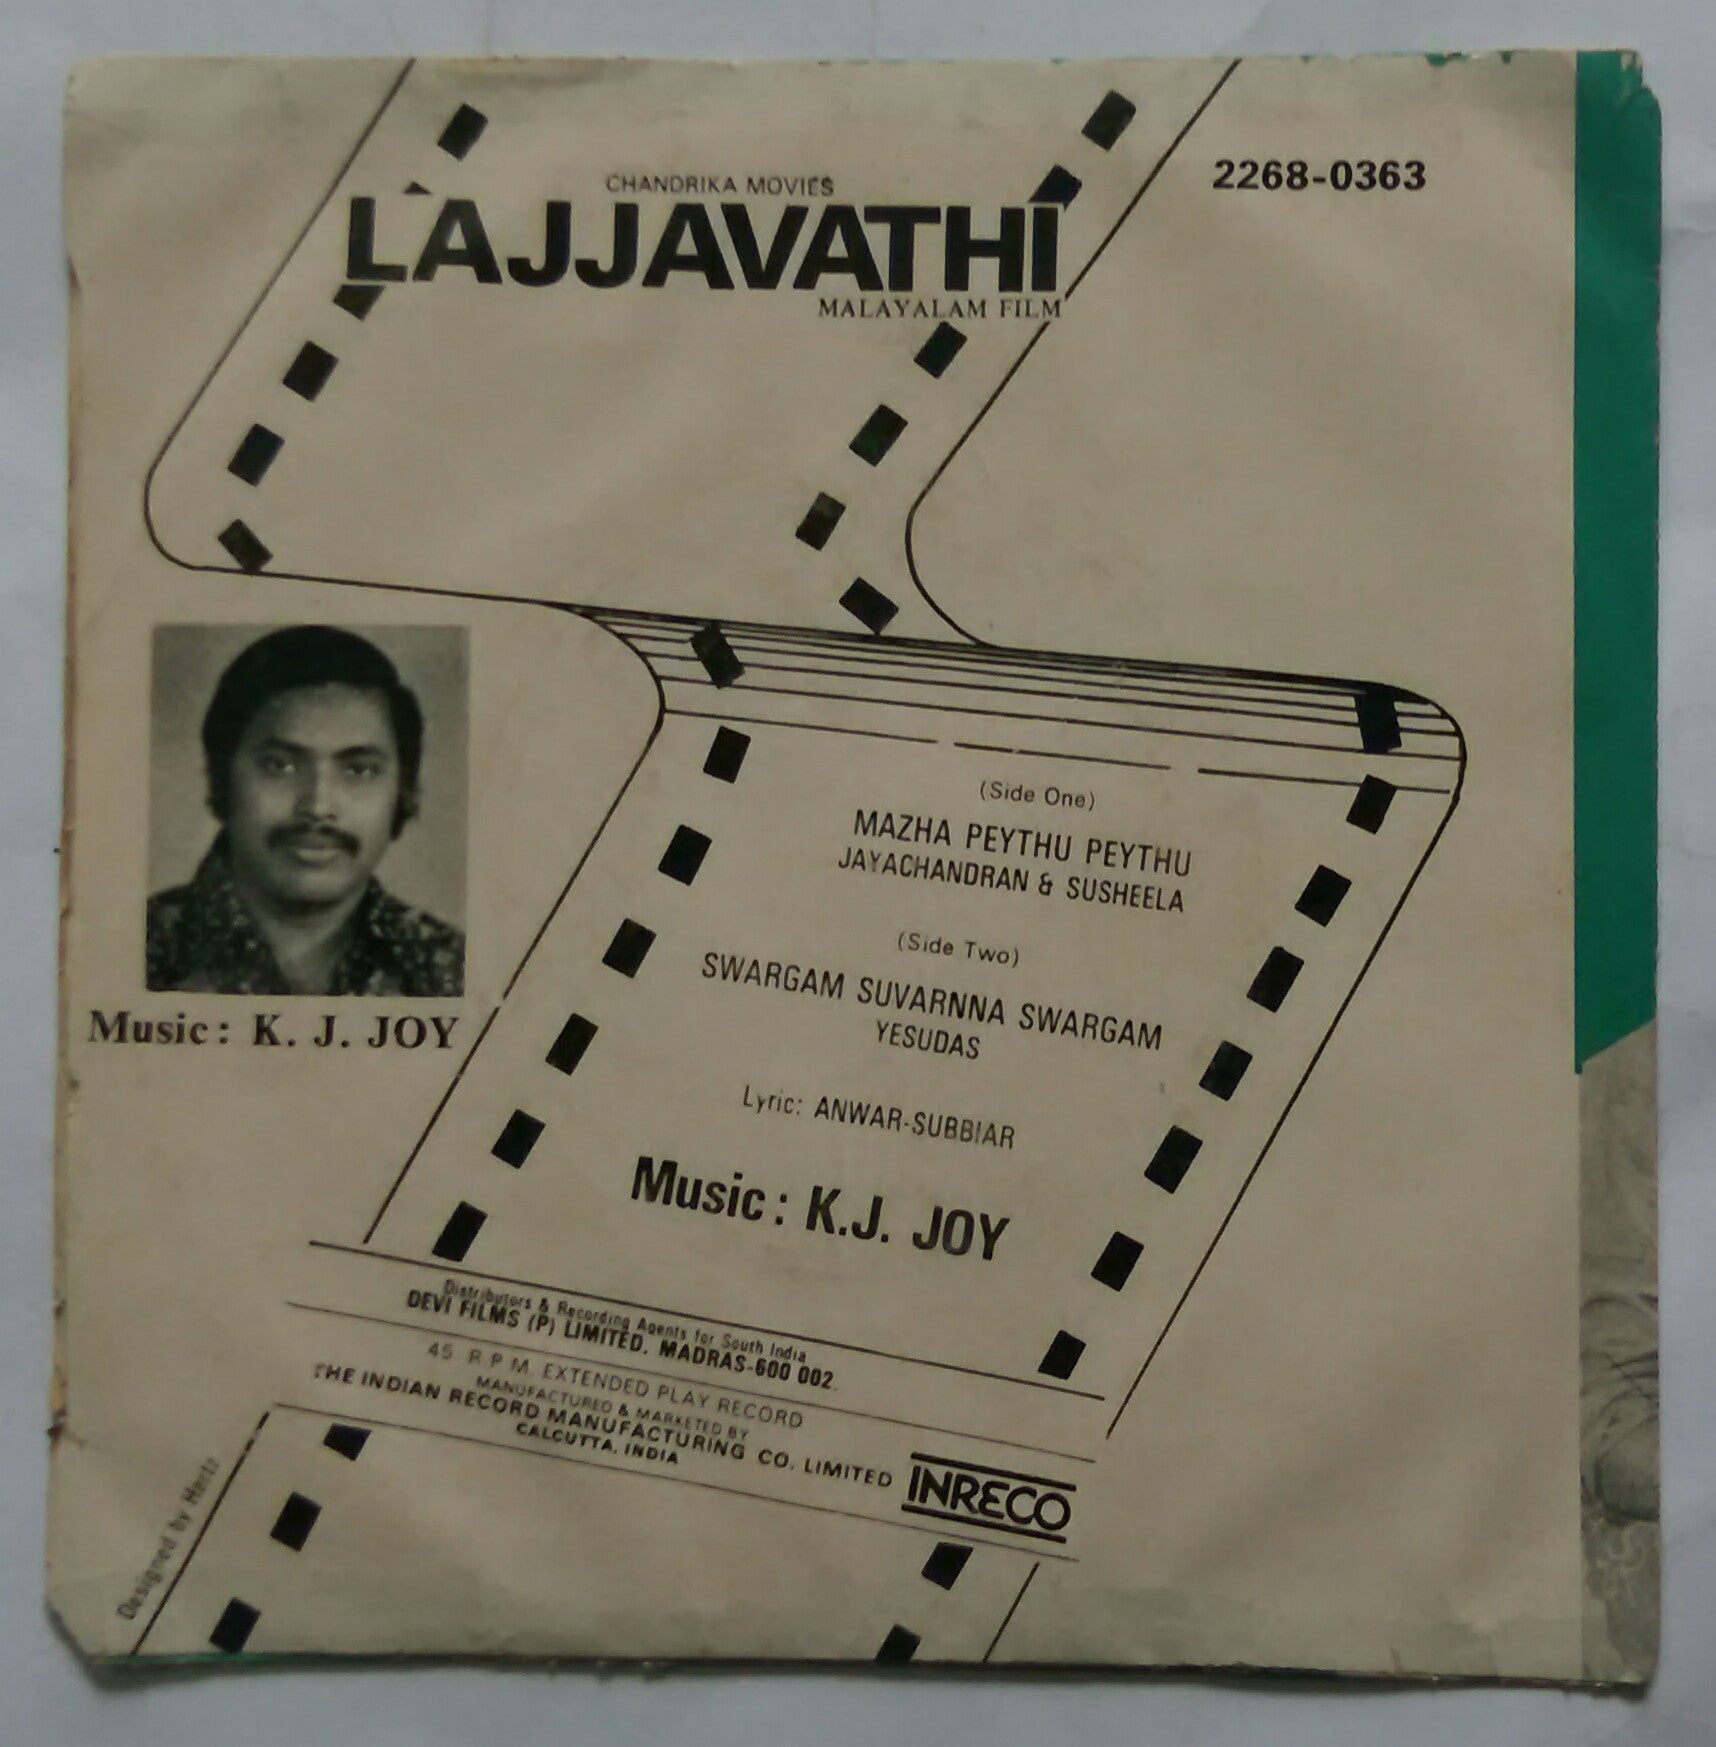 2268-0363
CHANDRIKA MOVIES
LAJJAVATHI
MALAYALAM FILM
Music: K. J. JOY
(Side One)
MAZHA PEYTHU PEYTHU
JAYACHANDRAN & SUSHEELA
(Side Two)
SWARGAM SUVARNNA SWARGAM
YESUDAS
Lyric: ANWAR-SUBBIAR
Music: K.J. JOY
Distributors & Recording Agents for South India
DEVI FILMS (P) LIMITED. MADRAS-600 002.
45 R.P.M. EXTENDED PLAY RECORD
MANUFACTURED & MARKETED BY
THE INDIAN RECORD MANUFACTURING CO. LIMITED
CALCUTTA, INDIA
INRECO
Designed by Hertz